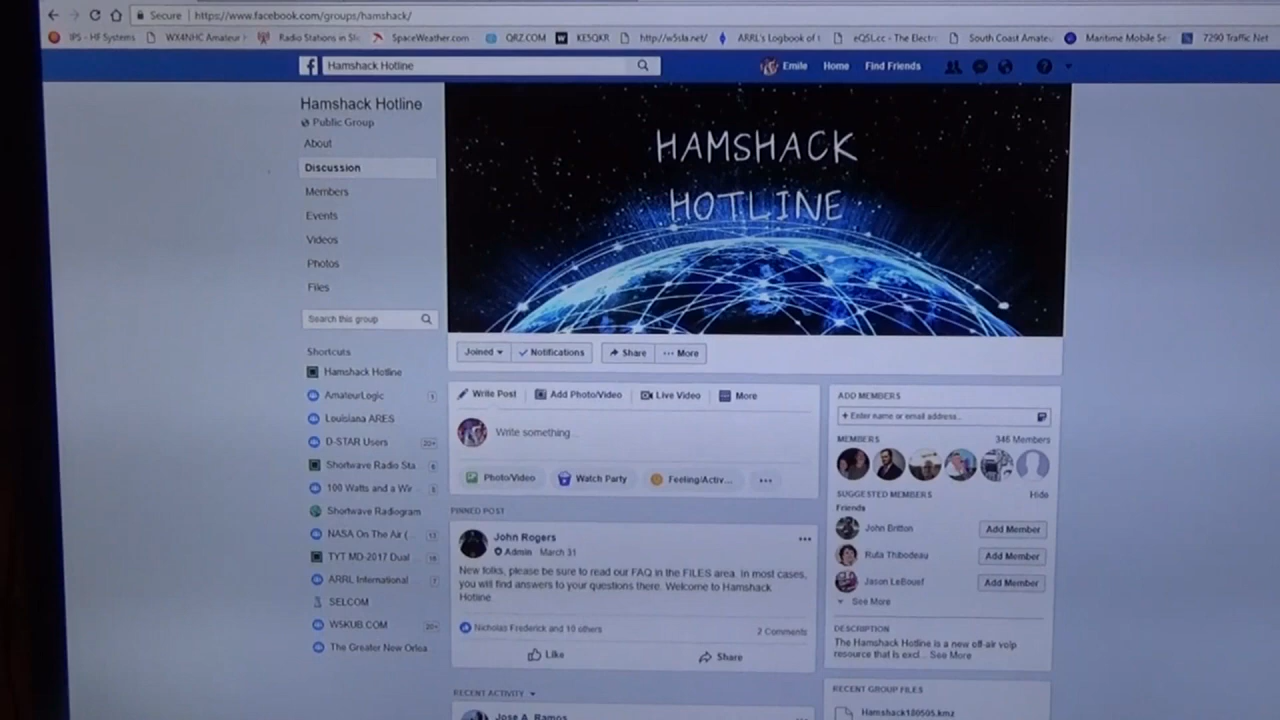 Secure
https://www.facebook.com/groups/hamshack/
IPS - HF Systems
WX4NHC Amateur
Radio Stations in Slc
SpaceWeather.com
QRZ.COM
KE5QKR
http://w5sla.net/
ARRL's Logbook of t
eQSL.cc - The Electr
South Coast Amateu
Maritime Mobile Se
7290 Traffic Net
Hamshack Hotline
Emile
Home
Find Friends
Hamshack Hotline
Public Group
About
Discussion
Members
Events
Videos
Photos
Files
Search this group
Shortcuts
Hamshack Hotline
AmateurLogic 1
Louisiana ARES
D-STAR Users 20+
Shortwave Radio Sta
100 Watts and a Wir
Shortwave Radiogram
NASA On The Air (
TYT MD-2017 Dual
ARRL International
SELCOM
W5KUB.COM 20+
The Greater New Orlea
HAMSHACK
HOTLINE
Joined
Notifications
Share
More
Write Post
Add Photo/Video
Live Video
More
Write something...
Photo/Video
Watch Party
Feeling/Activ...
PINNED POST
John Rogers
Admin March 31
New folks, please be sure to read our FAQ in the FILES area. In most cases,
you will find answers to your questions there. Welcome to Hamshack
Hotline
Nicholas Frederick and 10 others
2 Comments
Like
Share
RECENT ACTIVITY
Jose A. Ramos
ADD MEMBERS
+ Enter name or email address...
MEMBERS
346 Members
SUGGESTED MEMBERS
Hide
Friends
John Britton
Add Member
Ruta Thibodeau
Add Member
Jason LeBouef
Add Member
See More
DESCRIPTION
The Hamshack Hotline is a new off-air voip
resource that is excl... See More
RECENT GROUP FILES
Hamshack180505.kmz